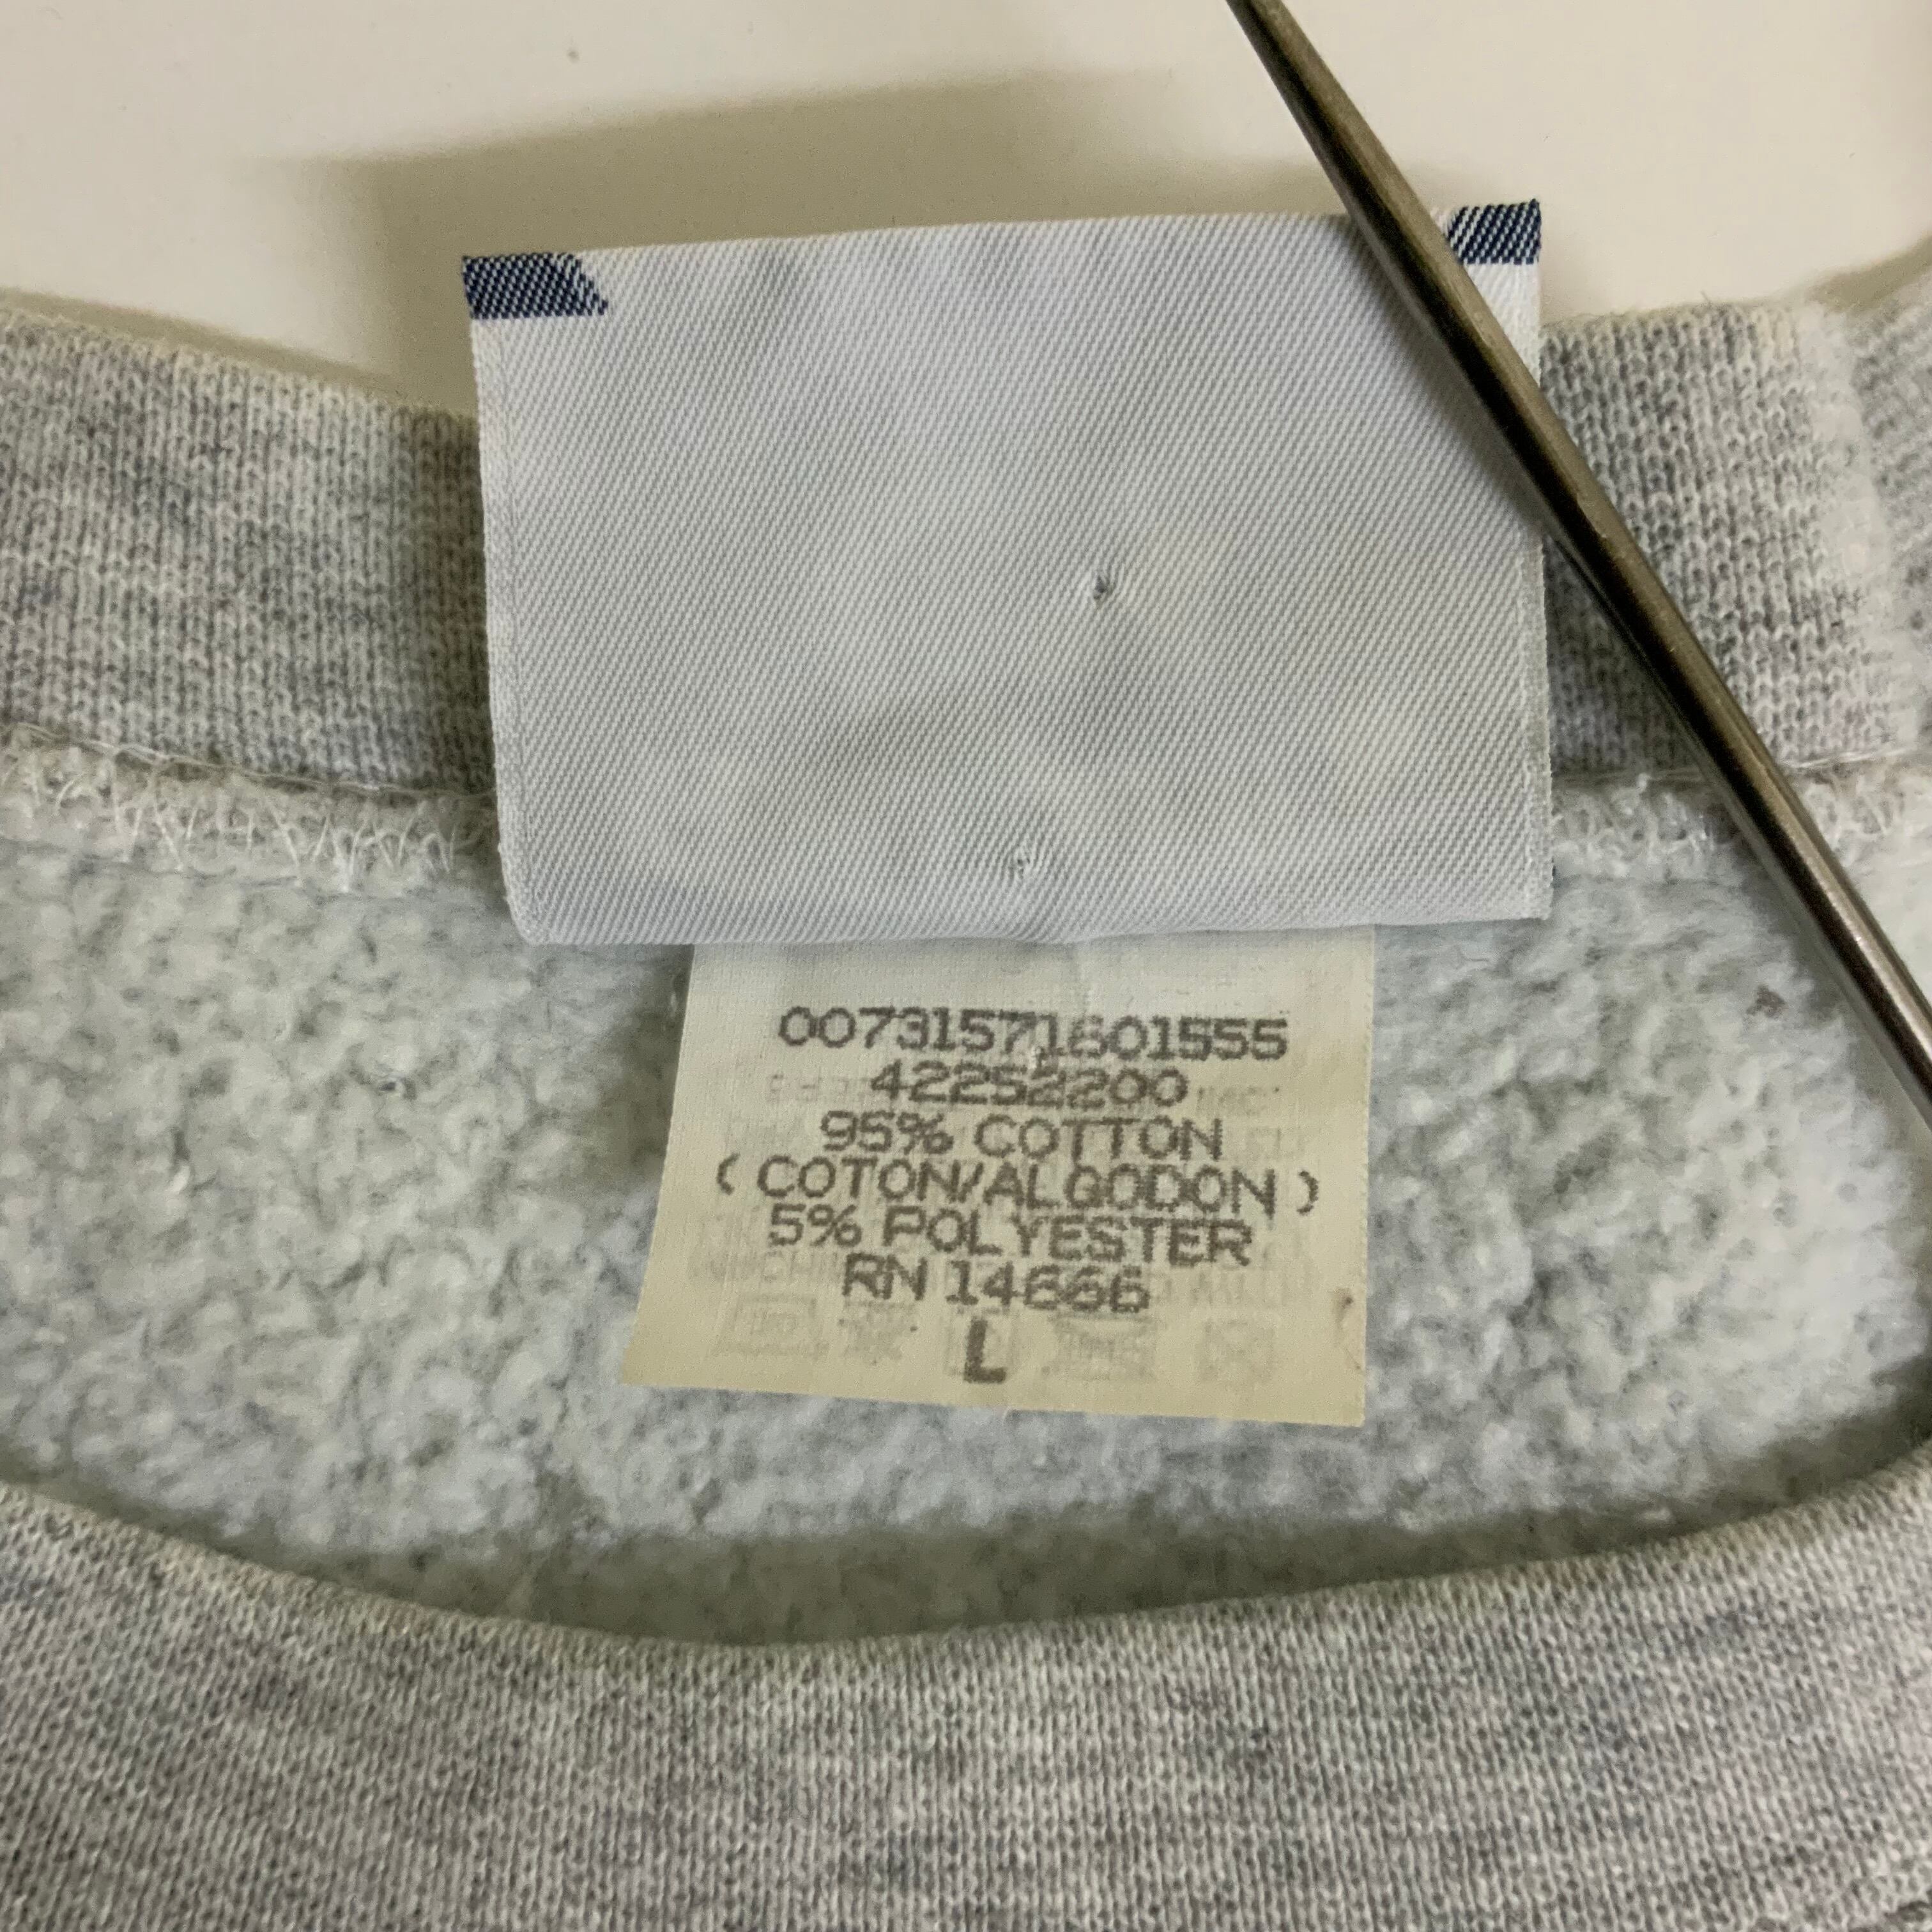 00731571601555
42252200
95% COTTON
( COTON/ALGODON )
5% POLYESTER
RN 14666
L